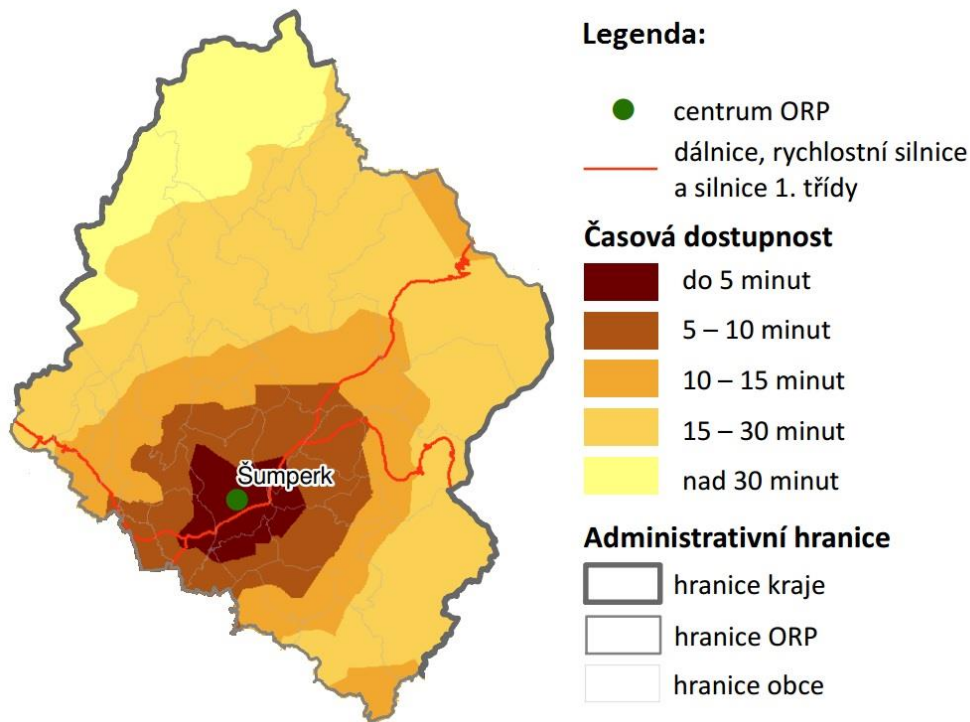 Legenda:
centrum ORP
dálnice, rychlostní silnice
a silnice 1. třídy
Časová dostupnost
do 5 minut
5 – 10 minut
10 – 15 minut
15 – 30 minut
nad 30 minut
Administrativní hranice
hranice kraje
hranice ORP
hranice obce
Šumperk